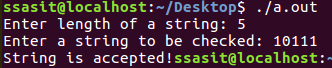 ssasit@localhost:~/Desktop$ ./a.out
Enter length of a string: 5
Enter a string to be checked: 10111
String is accepted!ssasit@localhost:~